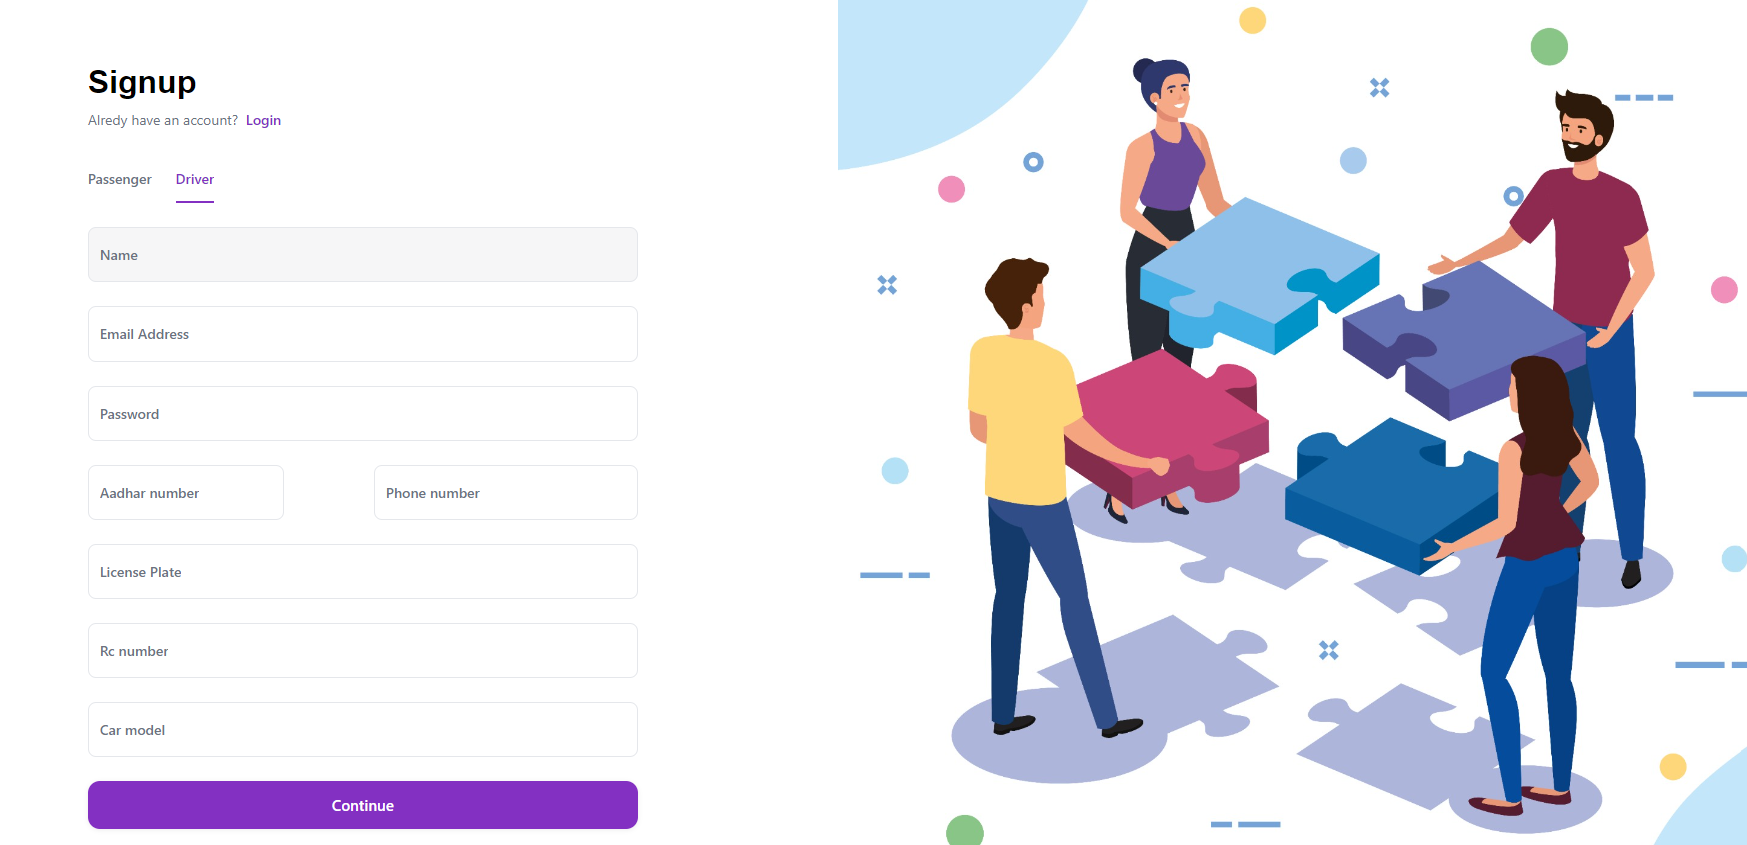 Signup
Alredy have an account? Login
Passenger Driver
Name
Email Address
Password
Aadhar number Phone number
License Plate
Rc number
Car model
Continue